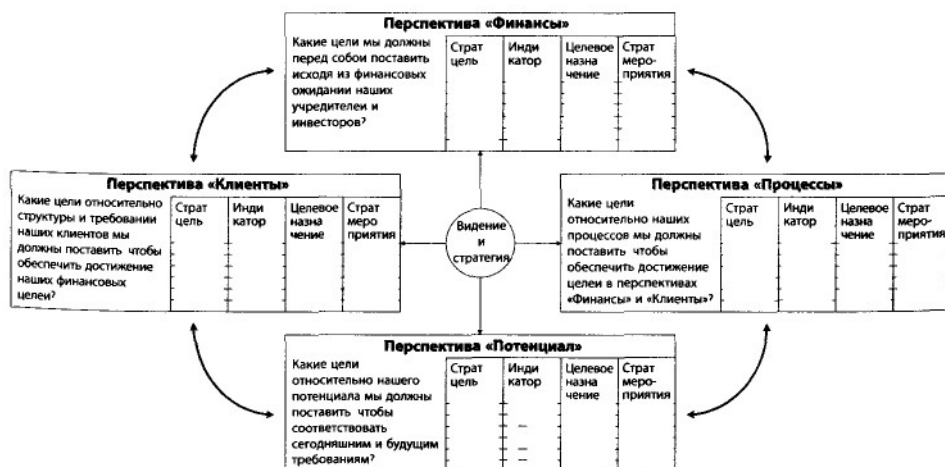 Перспектива «Финансы»
Какие цели мы должны
перед собои поставить
исходя из финансовых
ожидании наших
учредителеи и
инвесторов?
Страт
цель
Инди
катор
Целевое
назна
чение
Страт
меро-
приятия
Перспектива «Клиенты»
Какие цели относительно
структуры и требовании
наших клиентов мы
должны поставить чтобы
обеспечить достижение
наших финансовых
целеи?
Страт
цель
Инди
катор
Целевое
назна
чение
Страт
меро
приятия
Видение
и
стратегия
Перспектива «Процессы»
Какие цели
относительно наших
процессов мы должны
поставить чтобы
обеспечить достижение
целеи в перспективах
«Финансы» и «Клиенты»?
Страт
цель
Инди
катор
Целевое
назна
чение
Страт
меро-
приятия
Перспектива «Потенциал»
Какие цели
относительно нашего
потенциала мы должны
поставить чтобы
соответствовать
сегодняшним и будущим
требованиям?
Страт
цель
Инди
катор
Целевое
назна
чение
Страт
меро-
приятия